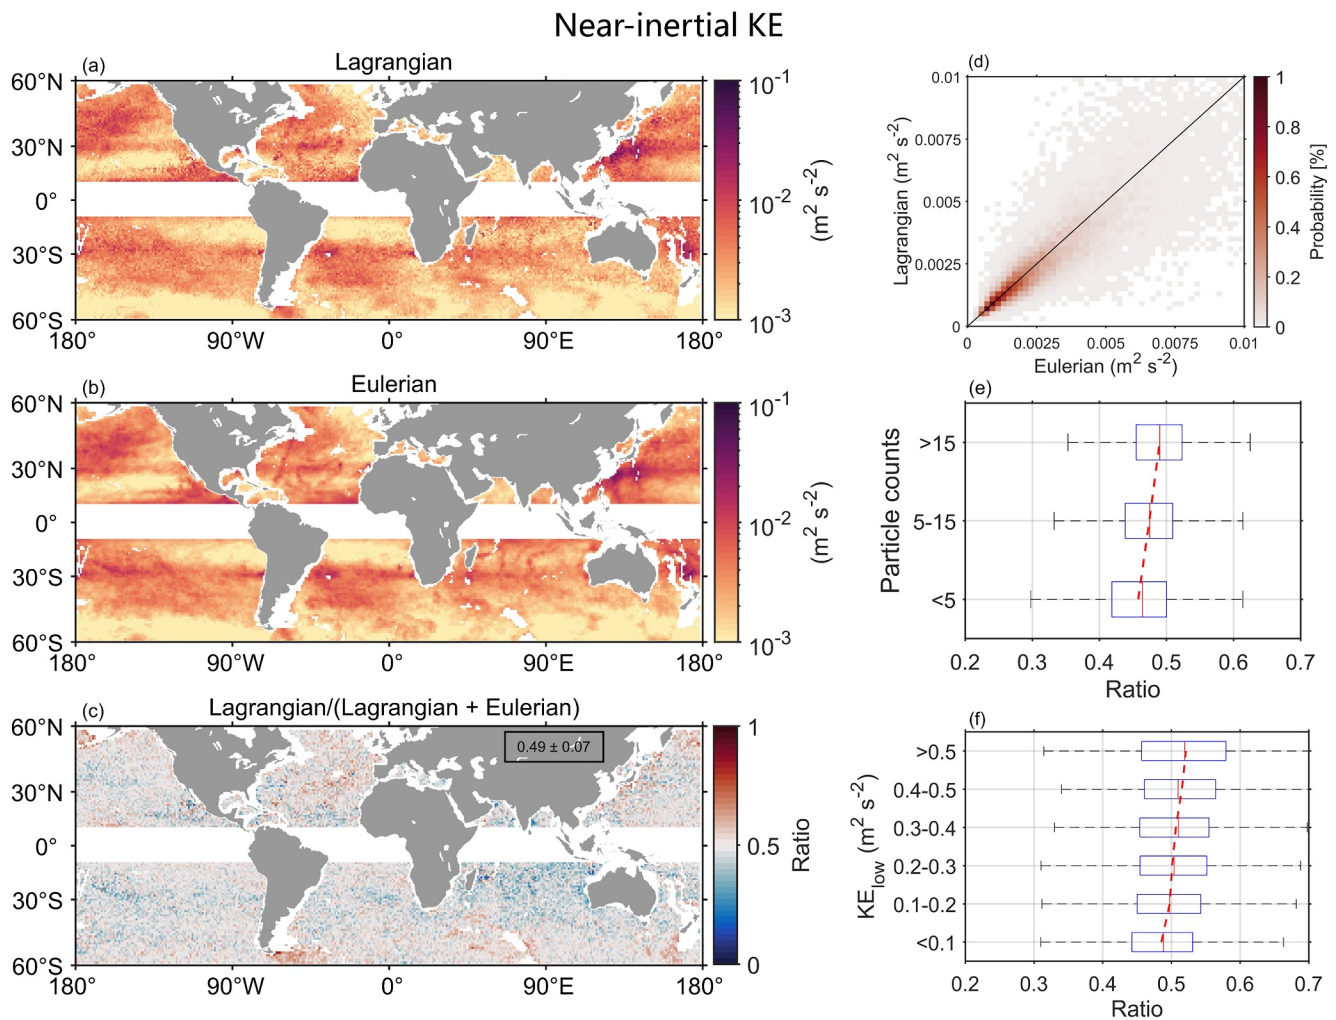 Near-inertial KE
(a)
Lagrangian
60°N
30°N
0°
30°S
60°S
180°
90°W
0°
90°E
180°
10-1
10-2
10-3
(m2 s-2)
(b)
Eulerian
60°N
30°N
0°
30°S
60°S
180°
90°W
0°
90°E
180°
10-1
10-2
10-3
(m2 s-2)
(c)
Lagrangian/(Lagrangian + Eulerian)
0.49 ± 0.07
60°N
30°N
0°
30°S
60°S
180°
90°W
0°
90°E
180°
1
0.5
0
Ratio
(d)
0.01
0.0075
0.005
0.0025
0
Lagrangian (m2 s-2)
0
0.0025
0.005
0.0075
0.01
Eulerian (m2 s-2)
1
0.8
0.6
0.4
0.2
0
Probability [%]
(e)
>15
5-15
<5
Particle counts
0.2
0.3
0.4
0.5
0.6
0.7
Ratio
(f)
>0.5
0.4-0.5
0.3-0.4
0.2-0.3
0.1-0.2
<0.1
KElow (m2 s-2)
0.2
0.3
0.4
0.5
0.6
0.7
Ratio